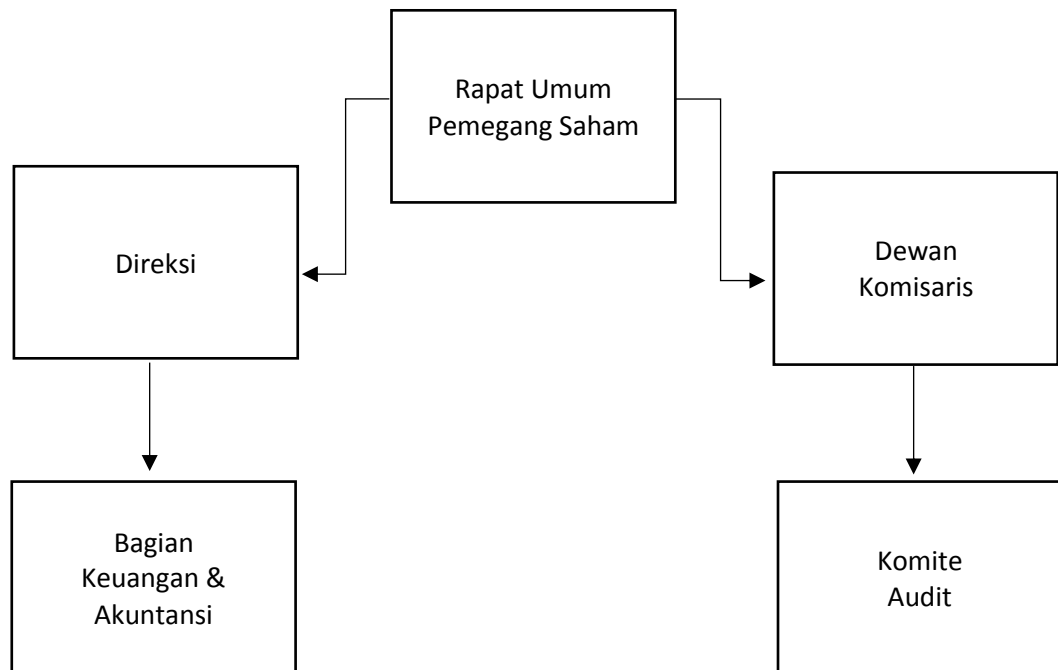 Rapat Umum
Pemegang Saham
Direksi
Dewan
Komisaris
Bagian
Keuangan &
Akuntansi
Komite
Audit